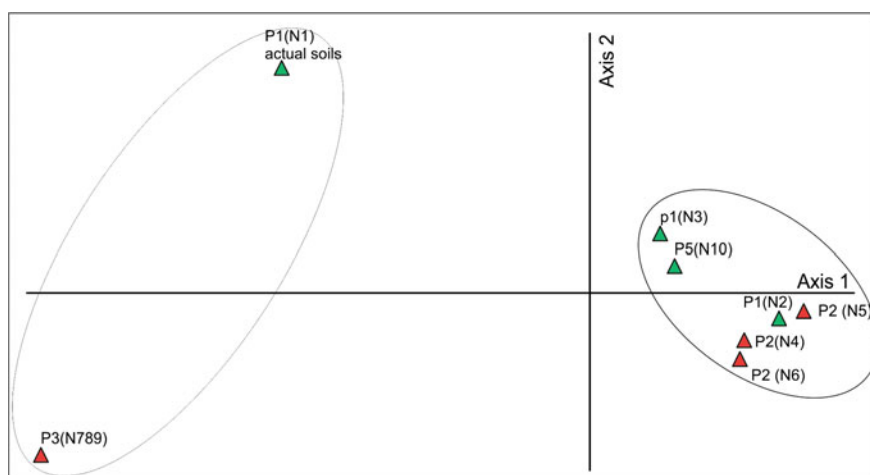 P1(N1)
actual soils
Axis 2
p1(N3)
P5(N10)
Axis 1
P1(N2)
P2 (N5)
P2(N4)
P2 (N6)
P3(N789)